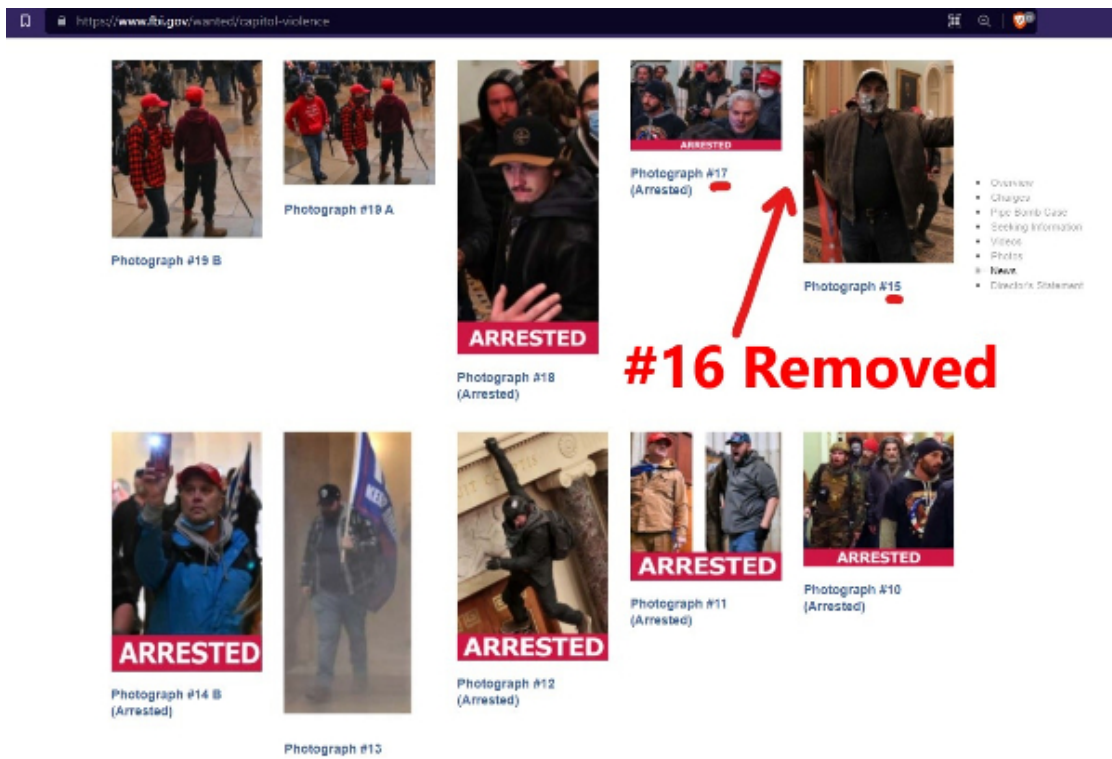 https://www.fbi.gov/wanted/capitol-violence
ARRESTED
Photograph #17
(Arrested)
Photograph #19 A
Photograph #19 B
Photograph #15
ARRESTED
Photograph #18
(Arrested)
Overview
Charges
Pipe Bomb Case
Seeking Information
Videos
Photos
News
Director's Statement
#16 Removed
ARRESTED
Photograph #14 B
(Arrested)
Photograph #13
ARRESTED
Photograph #12
(Arrested)
ARRESTED
Photograph #11
(Arrested)
ARRESTED
Photograph #10
(Arrested)